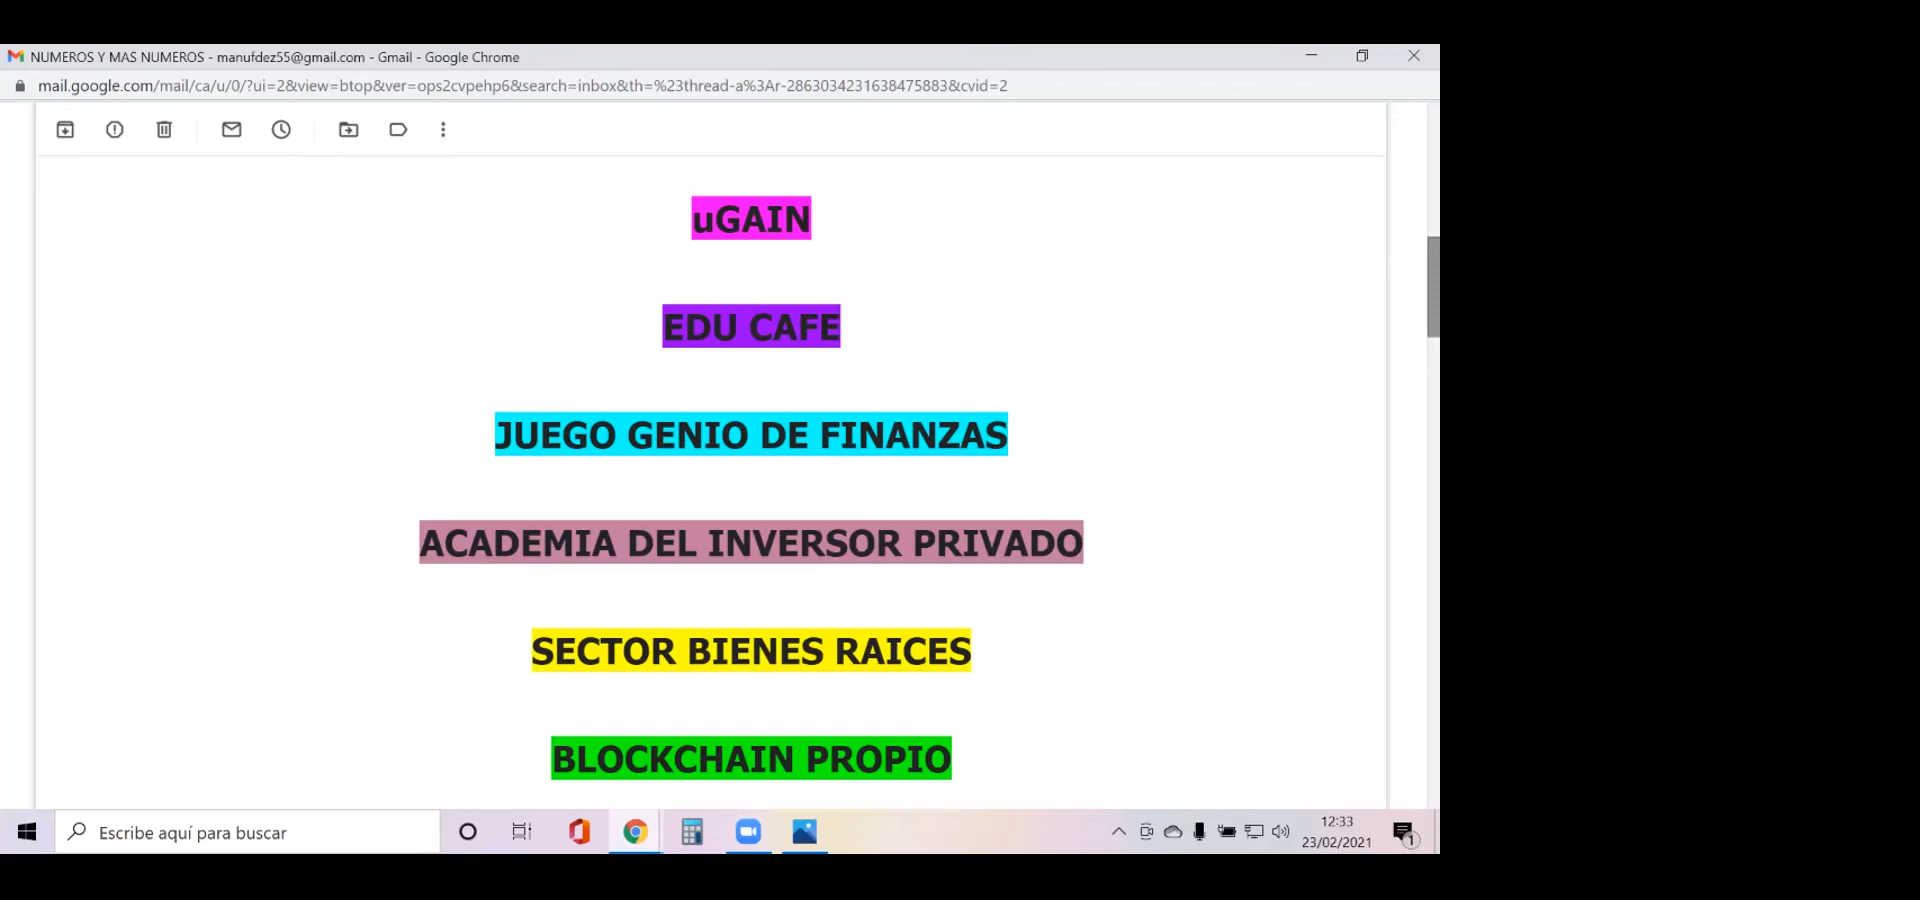 NUMEROS Y MAS NUMEROS - manufdez55@gmail.com - Gmail - Google Chrome
mail.google.com/mail/ca/u/0/?ui=2&view=btop&ver=ops2cvpehp6&search=inbox&th=%23thread-a%3Ar-2863034231638475883&cvid=2
uGAIN
EDU CAFE
JUEGO GENIO DE FINANZAS
ACADEMIA DEL INVERSOR PRIVADO
SECTOR BIENES RAICES
BLOCKCHAIN PROPIO
Escribe aquí para buscar
12:33
23/02/2021
1